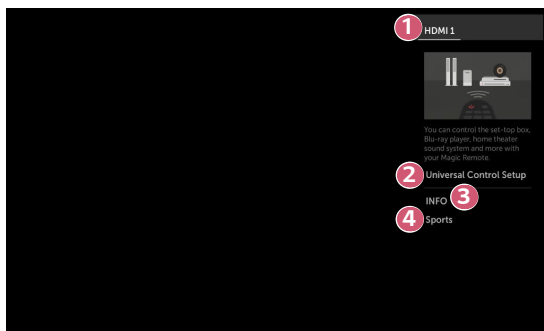 1 HDMI 1
You can control the set-top box,
Blu-ray player, home theater
sound system and more with
your Magic Remote.
2 Universal Control Setup
INFO 3
4 Sports